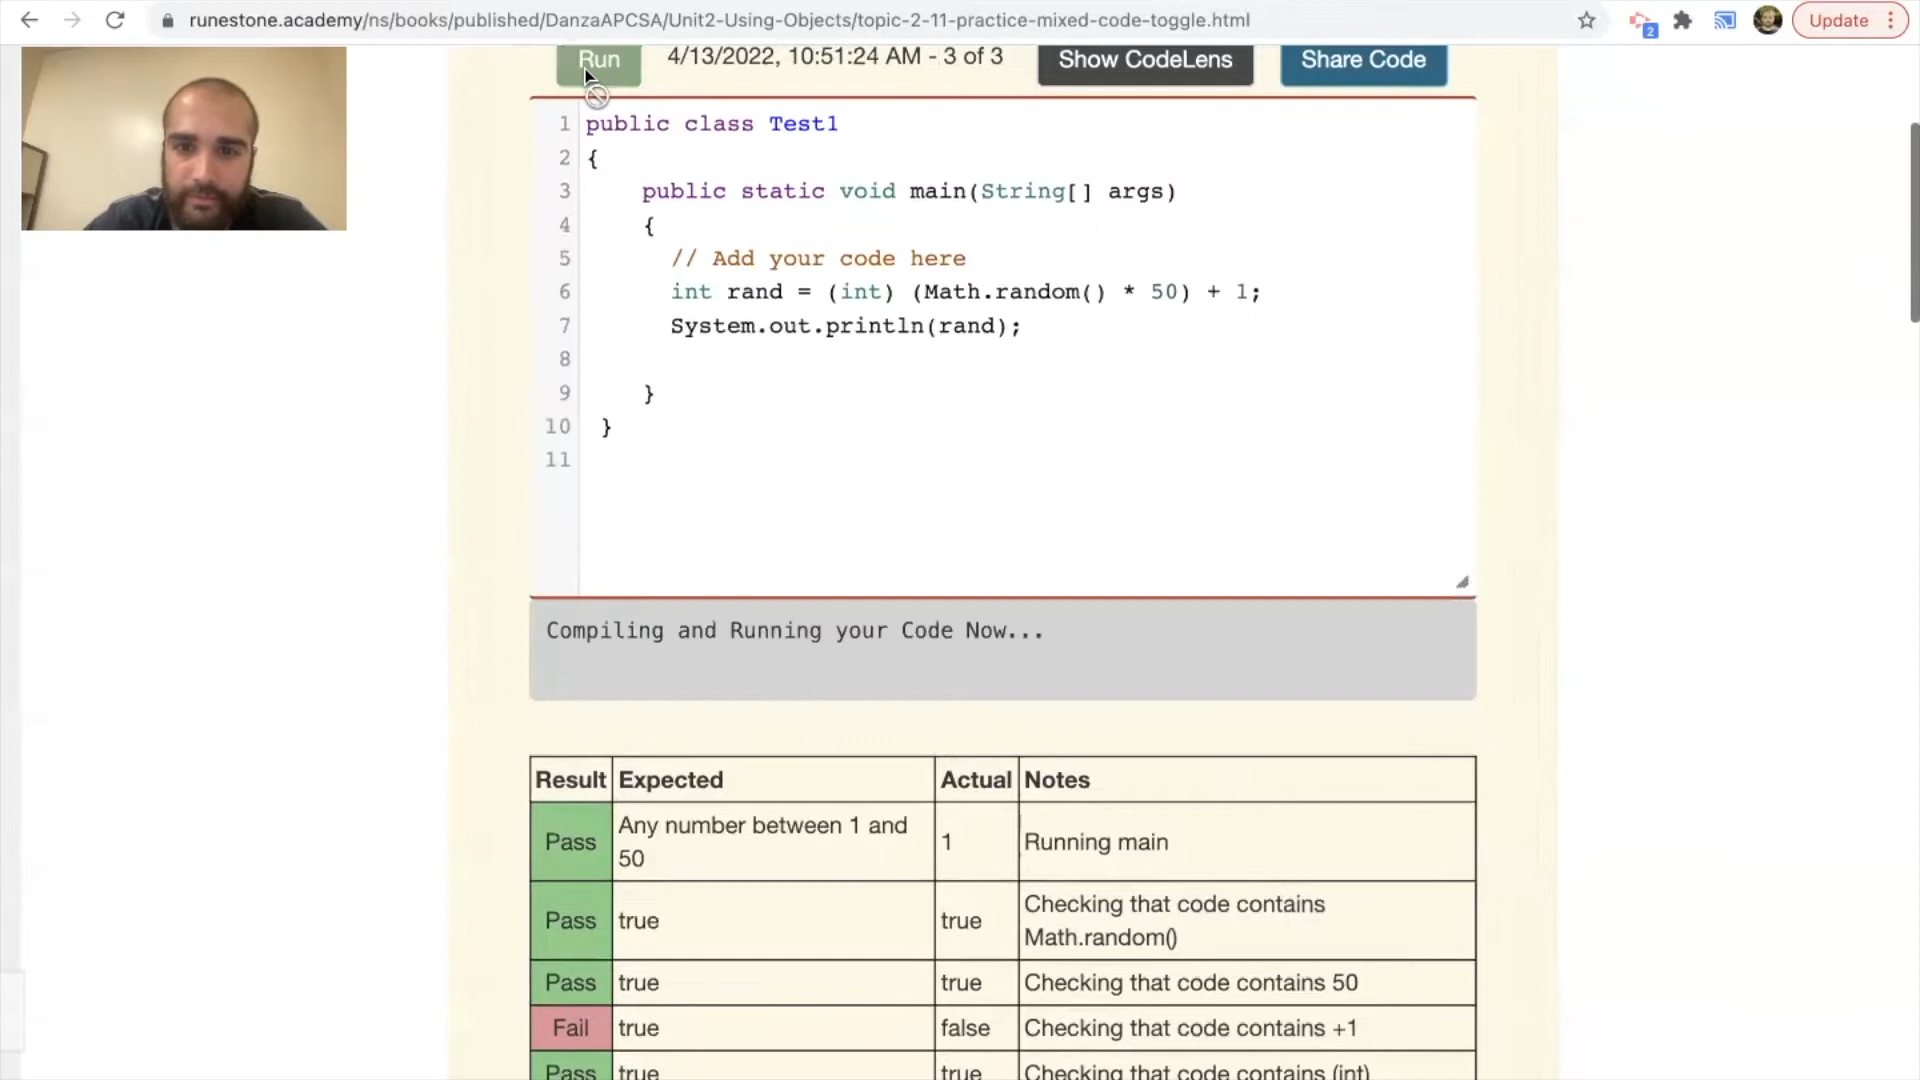 runestone.academy/ns/books/published/DanzaAPCSA/Unit2-Using-Objects/topic-2-11-practice-mixed-code-toggle.html
2
Update
Run
4/13/2022, 10:51:24 AM - 3 of 3
Show CodeLens
Share Code
1 public class Test1
2 {
3 public static void main(String[] args)
4 {
5 // Add your code here
6 int rand = (int) (Math.random() * 50) + 1;
7 System.out.println(rand);
8
9 }
10 }
11
Compiling and Running your Code Now...
Result Expected Actual Notes
Pass Any number between 1 and 50 1 Running main
Pass true true Checking that code contains Math.random()
Pass true true Checking that code contains 50
Fail true false Checking that code contains +1
Pass true true Checking that code contains (int)